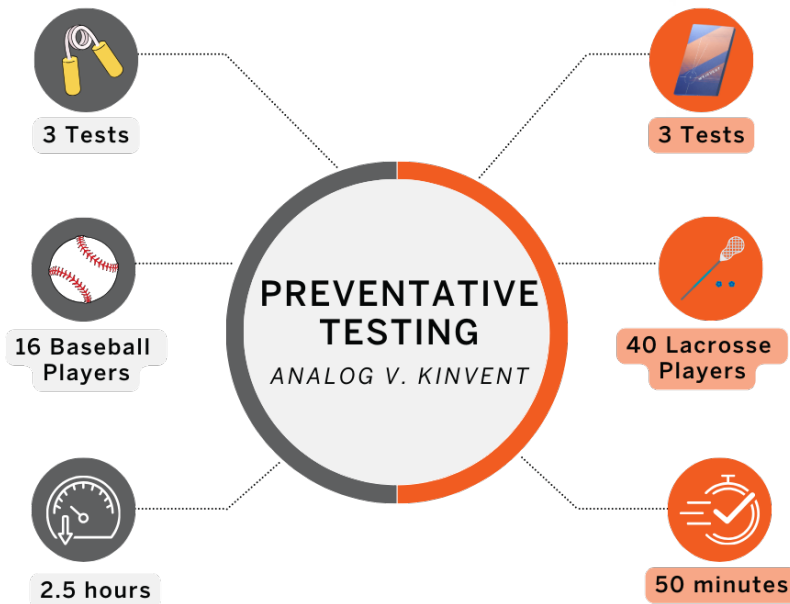 3 Tests
3 Tests
16 Baseball
Players
PREVENTATIVE
TESTING
ANALOG V. KINVENT
40 Lacrosse
Players
2.5 hours
50 minutes